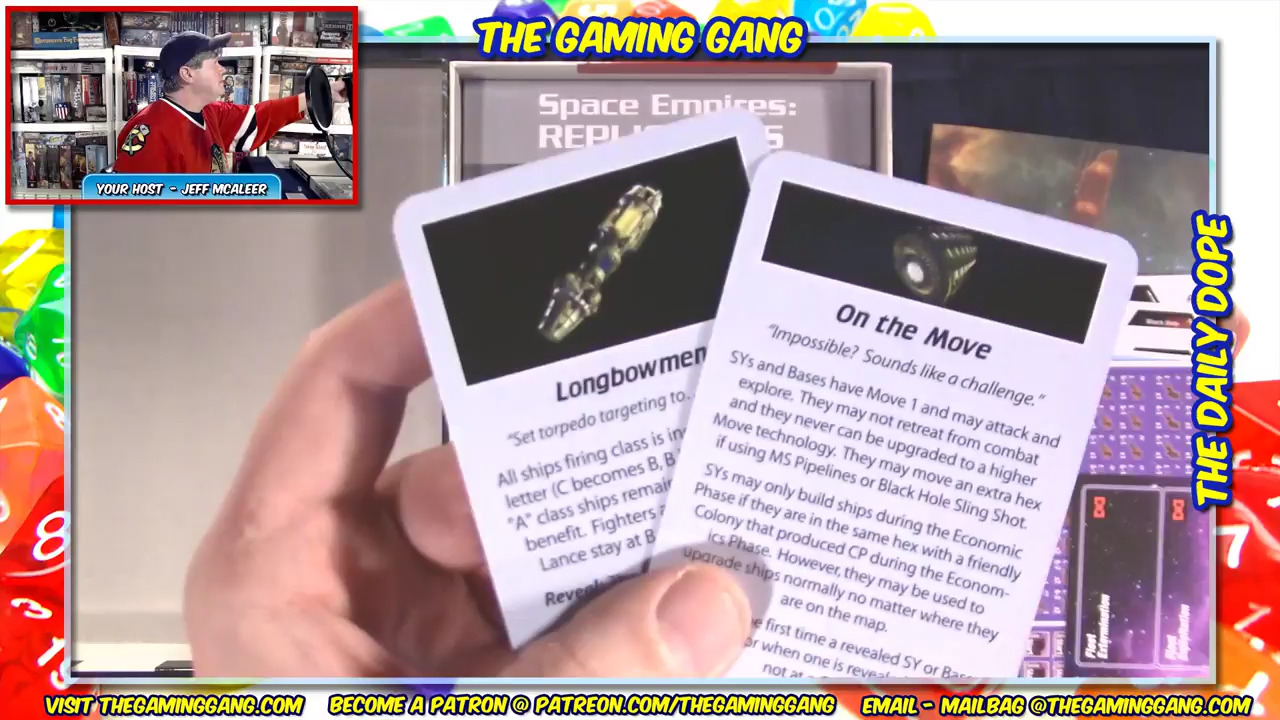 THE GAMING GANG
YOUR HOST - JEFF MCALEER
THE DAILY DOPE
Space Empires:
Longbowmen
"Set torpedo targeting to...
All ships firing class is
letter (C becomes B, B
"A" class ships
benefit. Fighters
Lance stay at B
On the Move
"Impossible? Sounds like a challenge."
SYs and Bases have Move 1 and may attack and
explore. They may not retreat from combat
and they never can be upgraded to a higher
Move technology. They may move an extra hex
if using MS Pipelines or Black Hole Sling Shot.
SYs may only build ships during the Economic
Phase if they are in the same hex with a friendly
Colony that produced CP during the Econom-
ics Phase. However, they may be used to
upgrade ships normally no matter where they
are on the map.
first time a revealed SY or
or when one is
not at
Fleet
VISIT THEGAMINGGANG.COM
BECOME A PATRON @ PATREON.COM/THEGAMINGGANG
EMAIL - MAILBAG @THEGAMINGGANG.COM